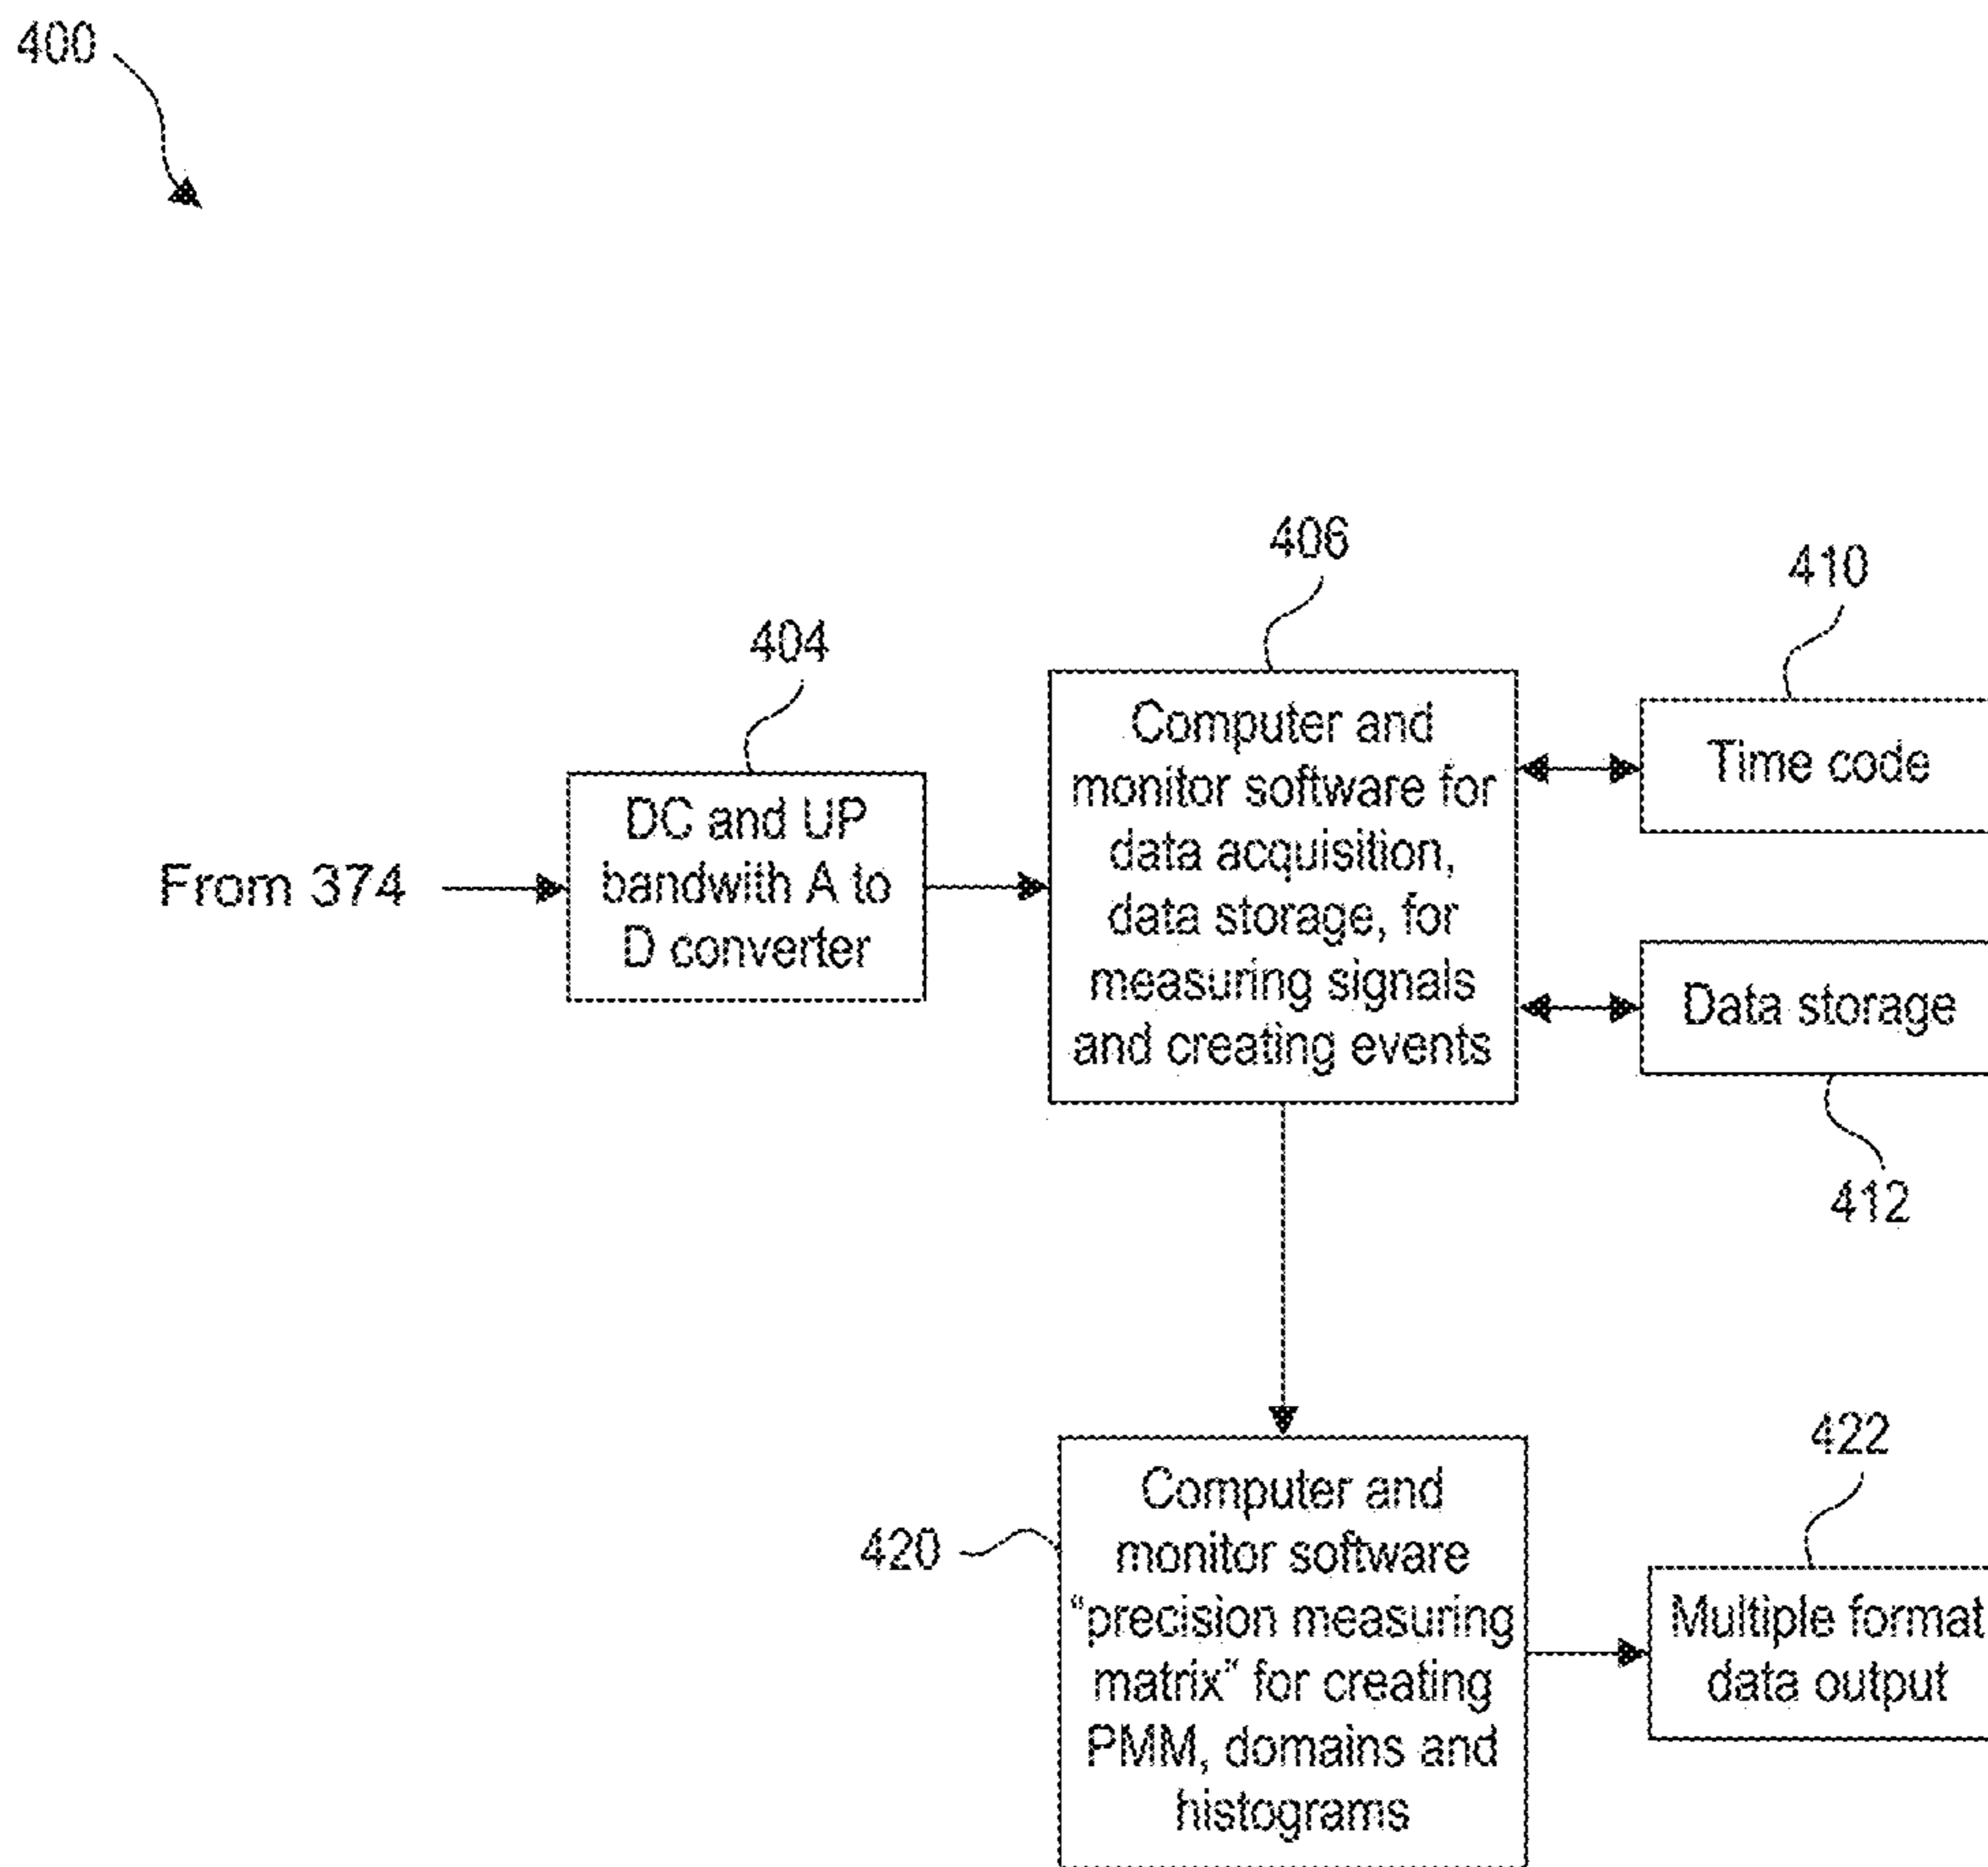 400
406
410
404
Computer and
monitor software for
data acquisition,
data storage, for
measuring signals
and creating events
Time code
DC and UP
bandwith A to
D converter
From 374
Data storage
412
422
420
Computer and
monitor software
“precision measuring
matrix” for creating
PMM, domains and
histograms
Multiple format
data output